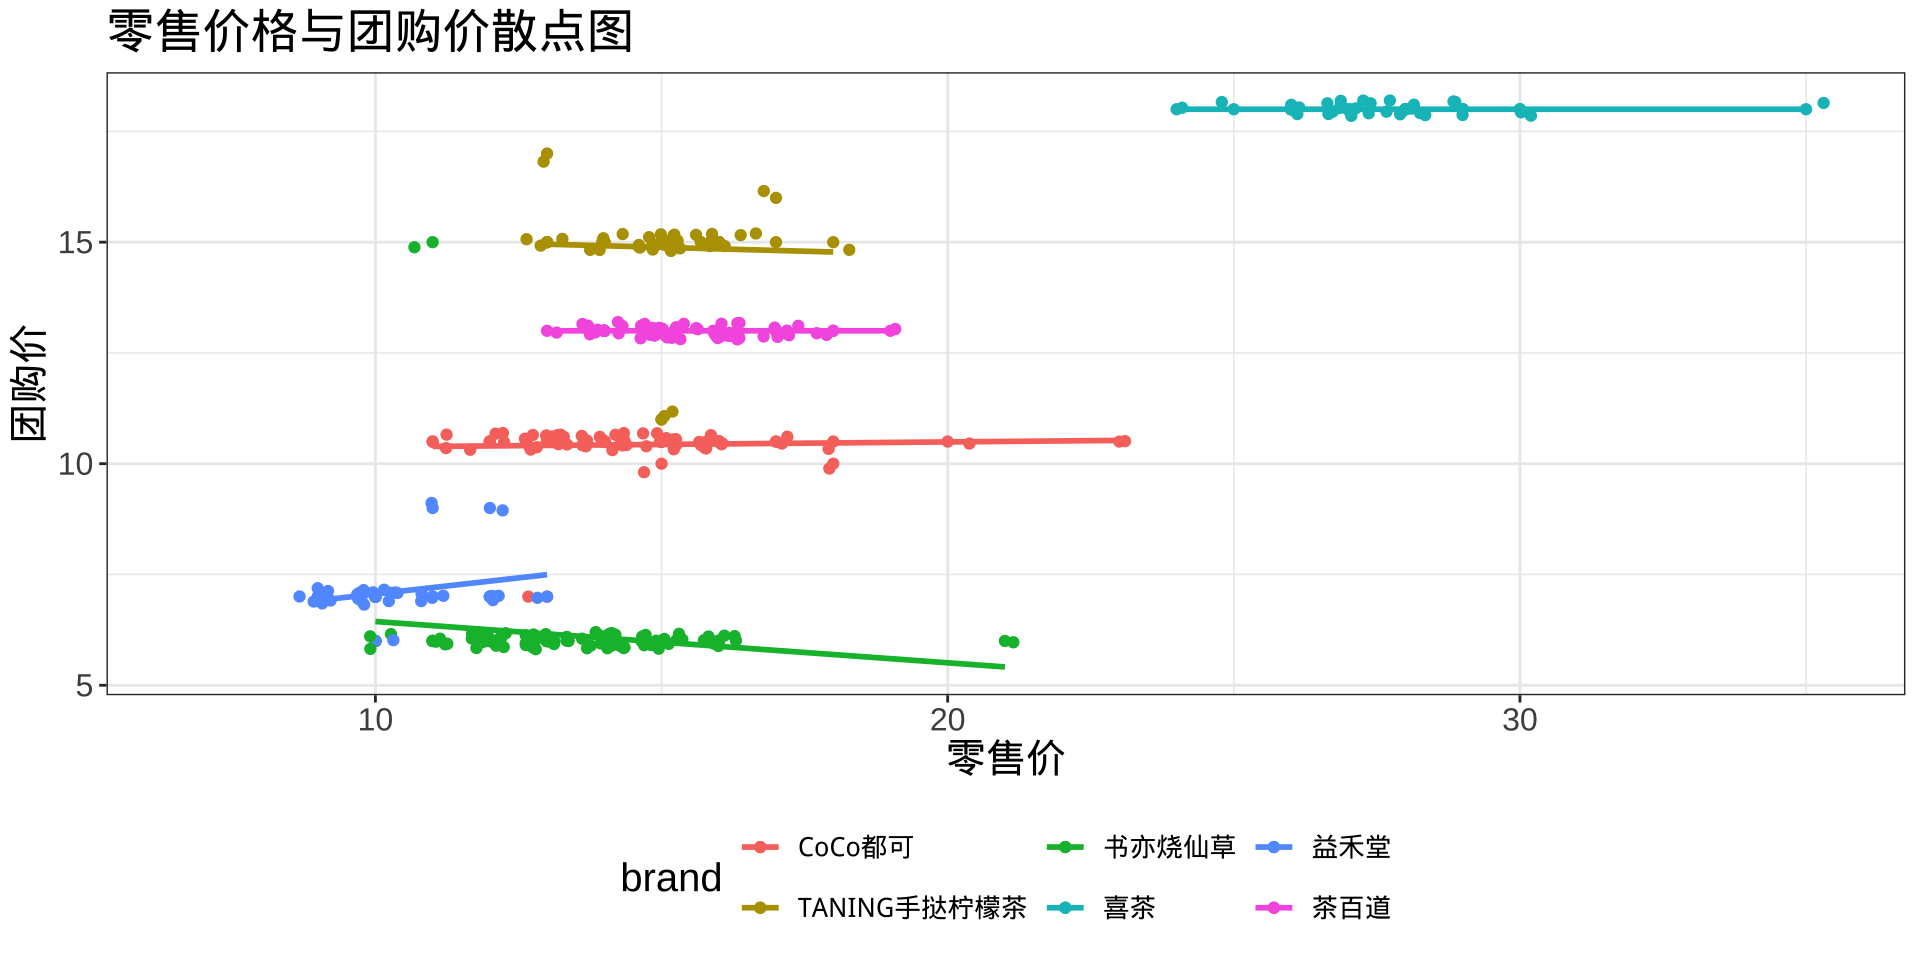 零售价格与团购价散点图
团购价
15
10
5
10 20 30
零售价
brand
CoCo都可 书亦烧仙草 益禾堂
TANING手挞柠檬茶 喜茶 茶百道